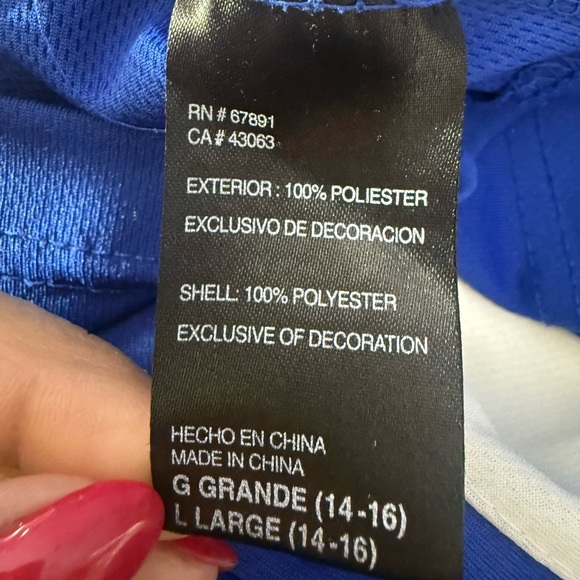 RN # 67891
CA # 43063
EXTERIOR : 100% POLIESTER
EXCLUSIVO DE DECORACION
SHELL: 100% POLYESTER
EXCLUSIVE OF DECORATION
HECHO EN CHINA
MADE IN CHINA
G GRANDE (14-16)
L LARGE (14-16)